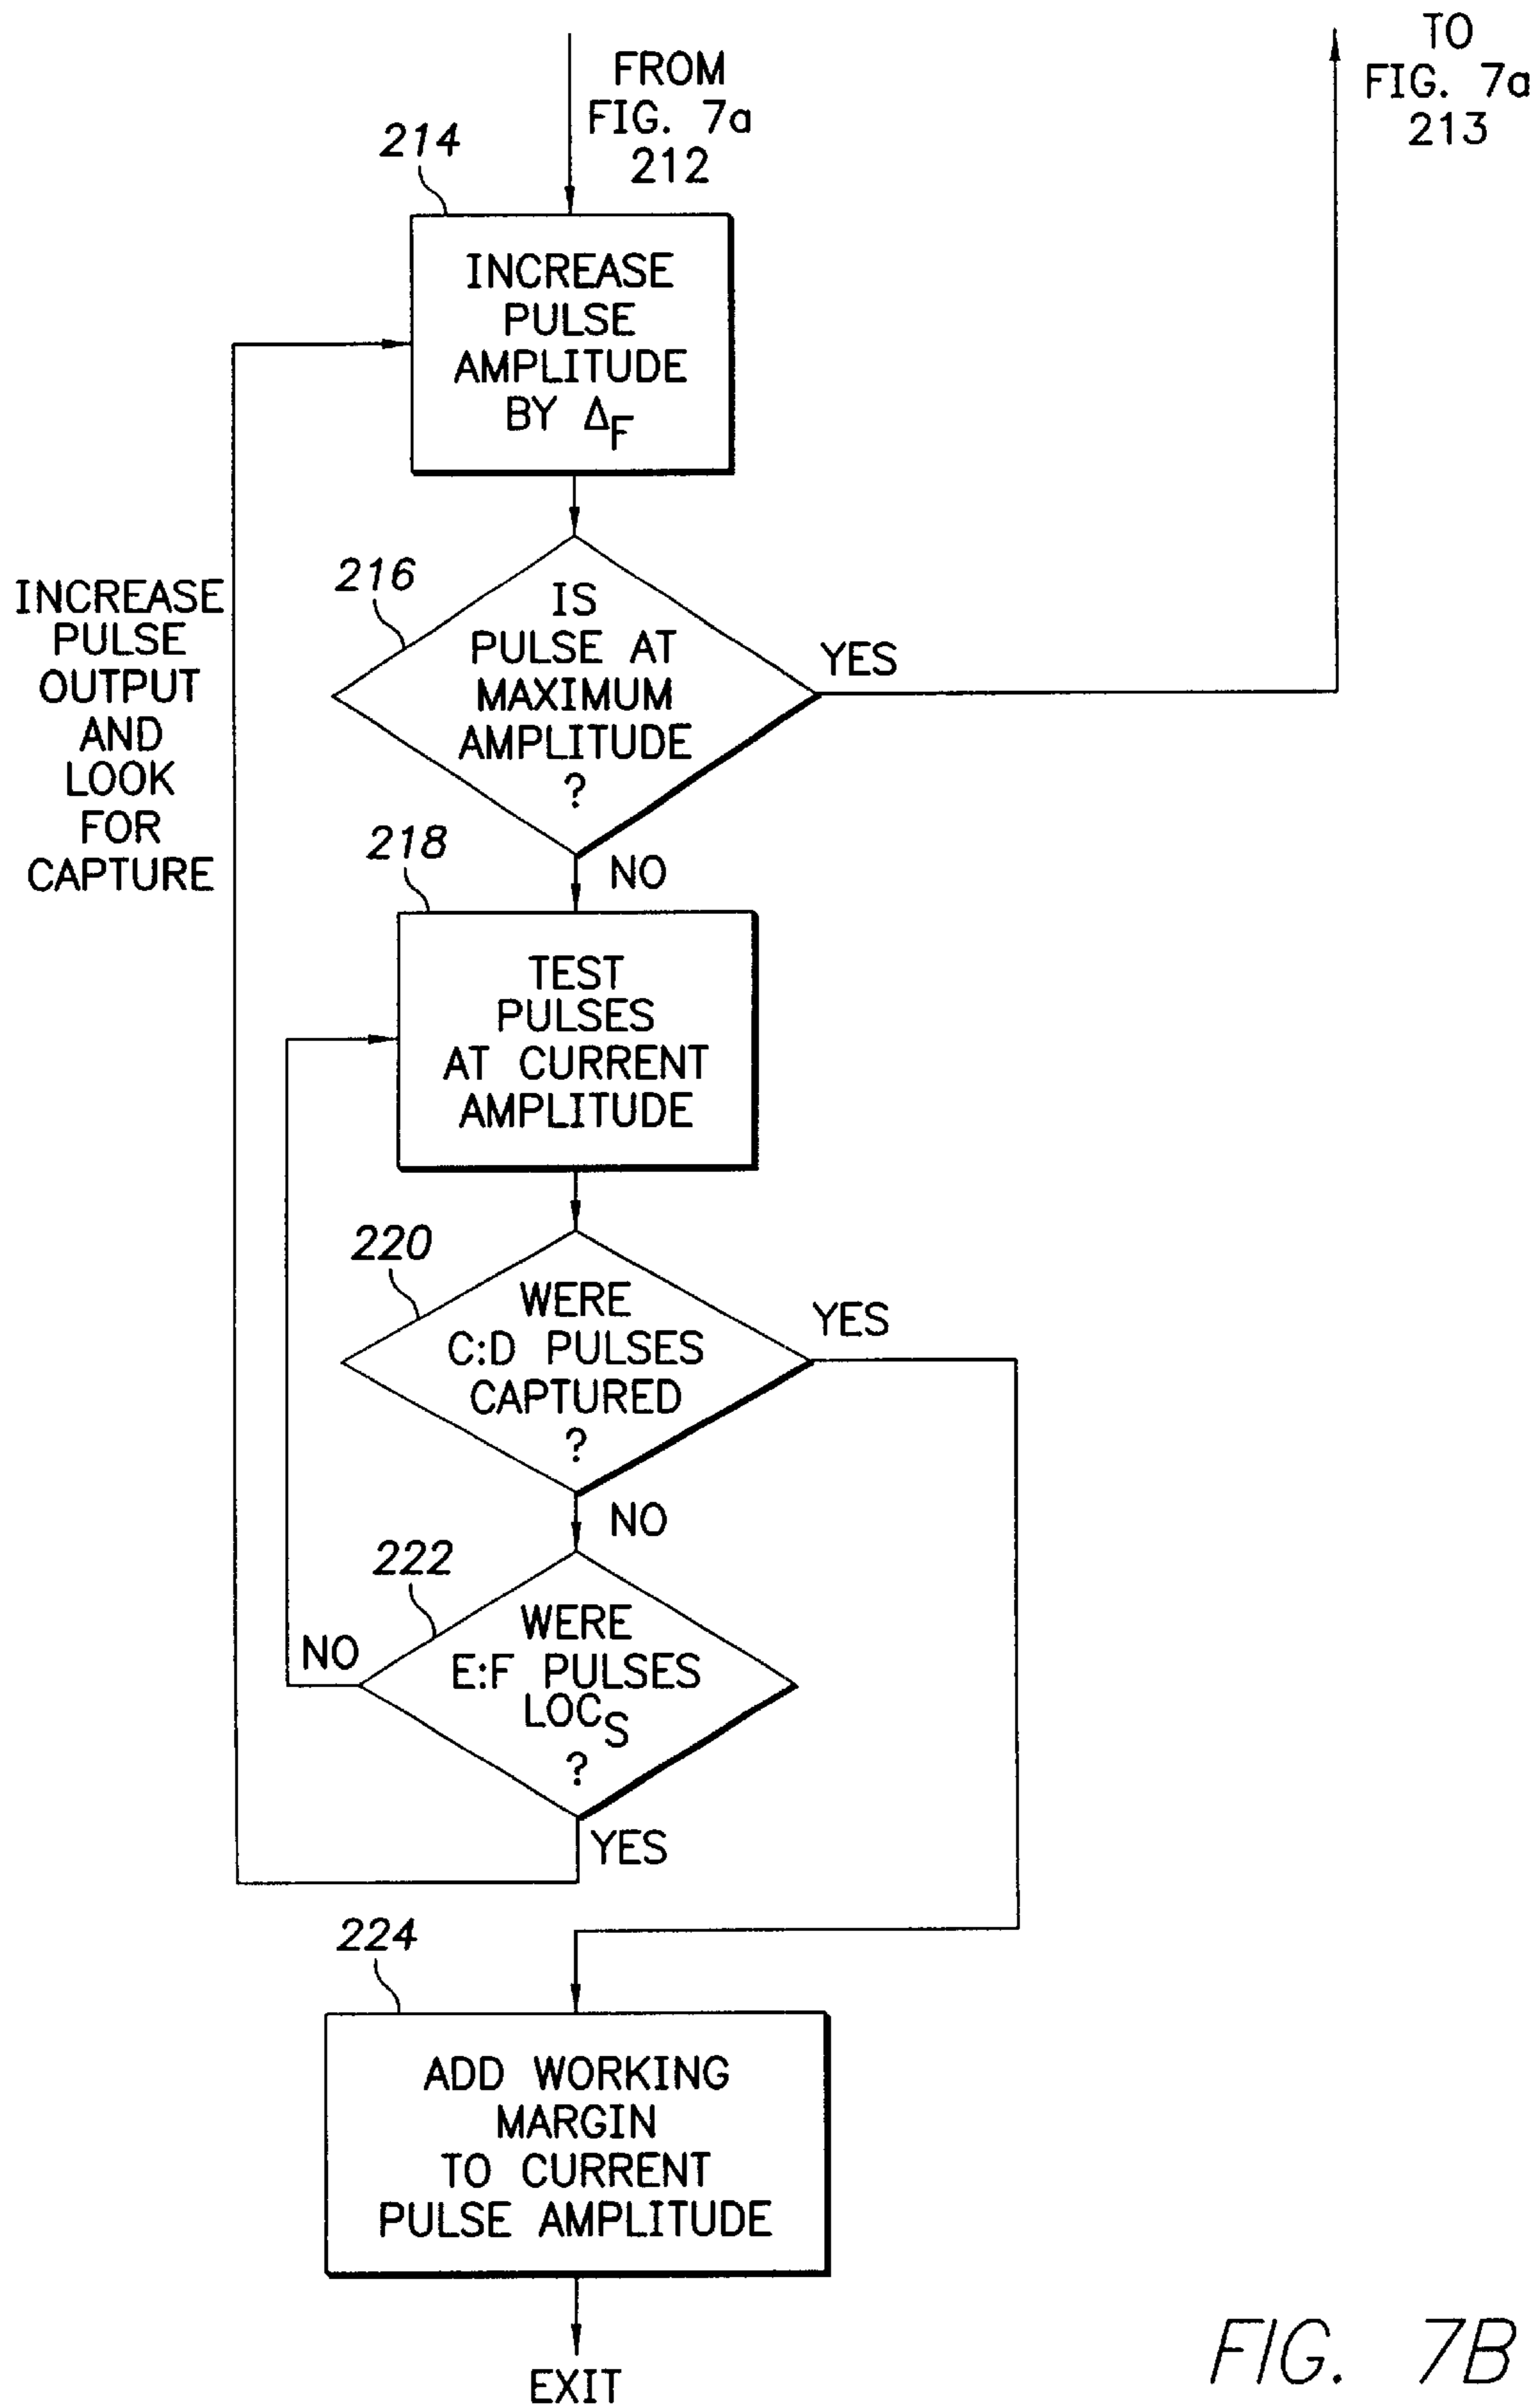 FROM
FIG. 7a
212
TO
FIG. 7a
213
214
INCREASE
PULSE
AMPLITUDE
BY ΔF
INCREASE
PULSE
OUTPUT
AND
LOOK
FOR
CAPTURE
216
IS
PULSE AT
MAXIMUM
AMPLITUDE
?
YES
NO
218
TEST
PULSES
AT CURRENT
AMPLITUDE
220
WERE
C:D PULSES
CAPTURED
?
YES
NO
222
WERE
E:F PULSES
LOCS
?
NO
YES
224
ADD WORKING
MARGIN
TO CURRENT
PULSE AMPLITUDE
EXIT
FIG. 7B